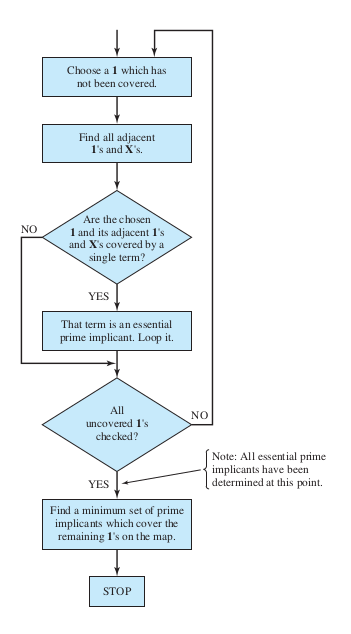 Choose a 1 which has
not been covered.
Find all adjacent
1's and X's.
Are the chosen
1 and its adjacent 1's
and X's covered by a
single term?
NO
YES
That term is an essential
prime implicant. Loop it.
All
uncovered 1's
checked?
NO
YES
Note: All essential prime
implicants have been
determined at this point.
Find a minimum set of prime
implicants which cover the
remaining 1's on the map.
STOP